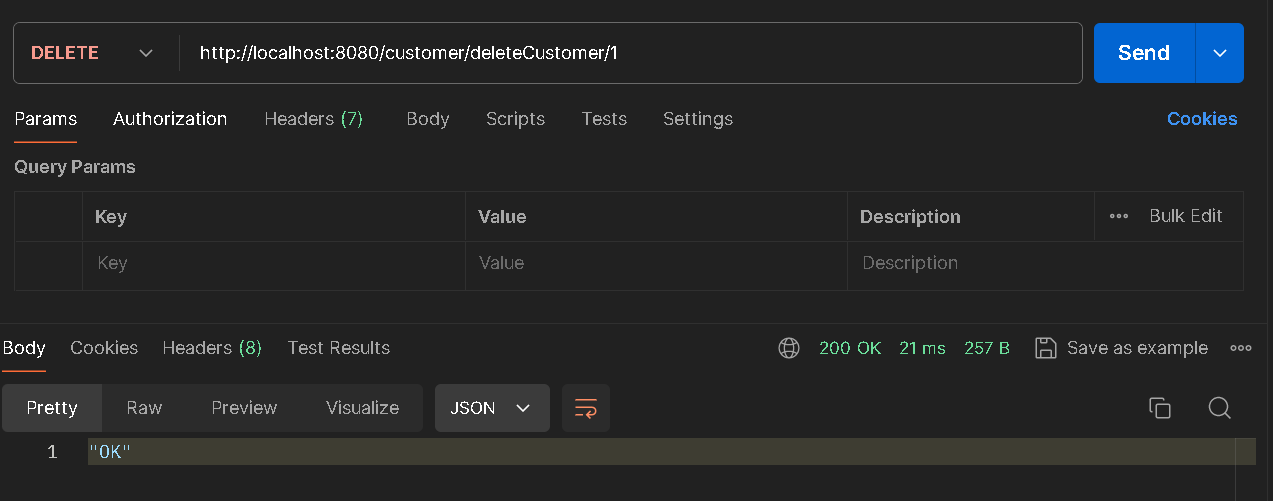 DELETE http://localhost:8080/customer/deleteCustomer/1 Send
Params Authorization Headers (7) Body Scripts Tests Settings Cookies
Query Params
Key Value Description ••• Bulk Edit
Key Value Description
Body Cookies Headers (8) Test Results 200 OK 21 ms 257 B Save as example
Pretty Raw Preview Visualize JSON
1 "OK"